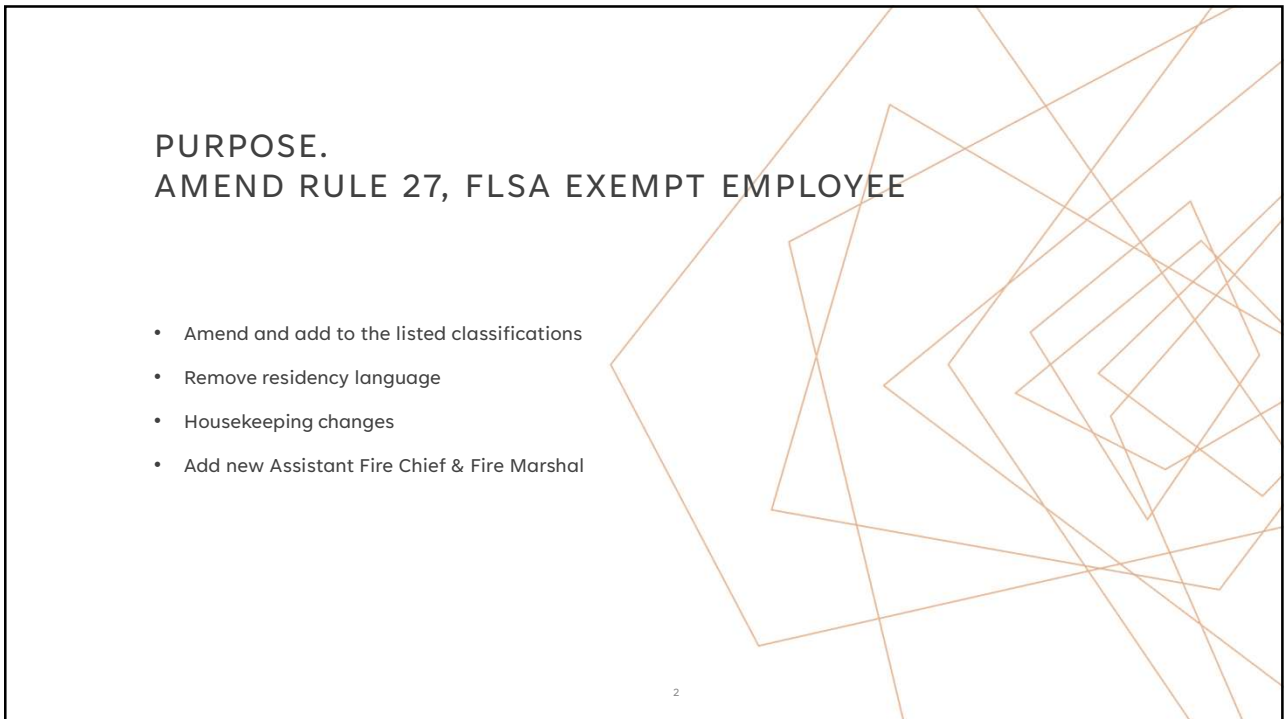 PURPOSE.
AMEND RULE 27, FLSA EXEMPT EMPLOYEE
• Amend and add to the listed classifications
• Remove residency language
• Housekeeping changes
• Add new Assistant Fire Chief & Fire Marshal
2